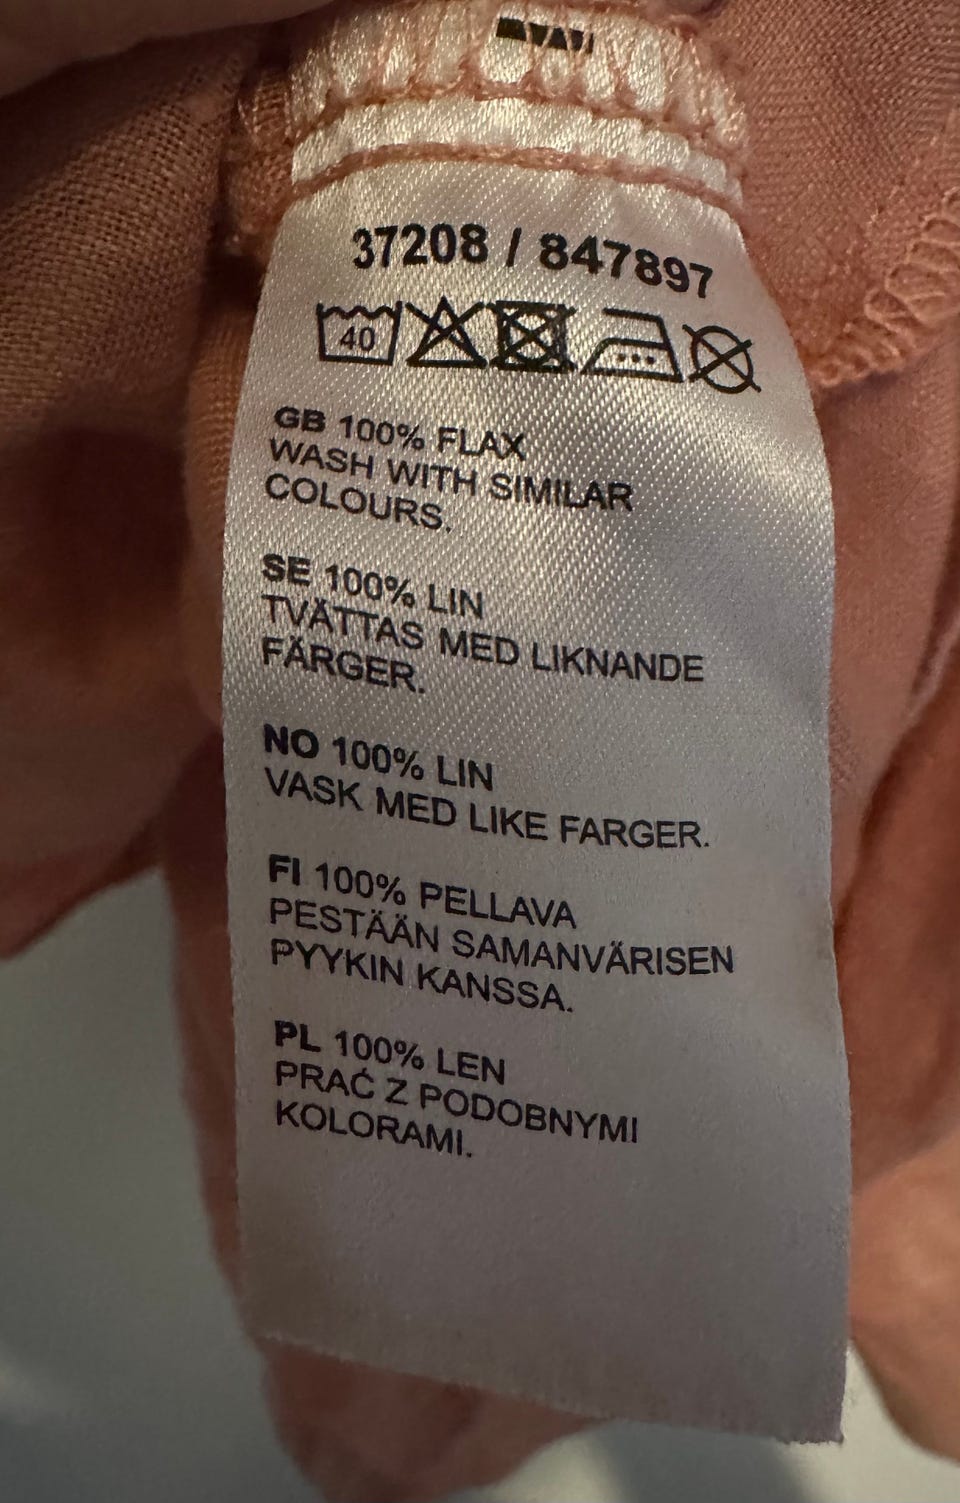 37208 / 847897
40
GB 100% FLAX
WASH WITH SIMILAR
COLOURS.
SE 100% LIN
TVÄTTAS MED LIKNANDE
FÄRGER.
NO 100% LIN
VASK MED LIKE FARGER.
FI 100% PELLAVA
PESTÄÄN SAMANVÄRISEN
PYYKIN KANSSA.
PL 100% LEN
PRAĆ Z PODOBNYMI
KOLORAMI.